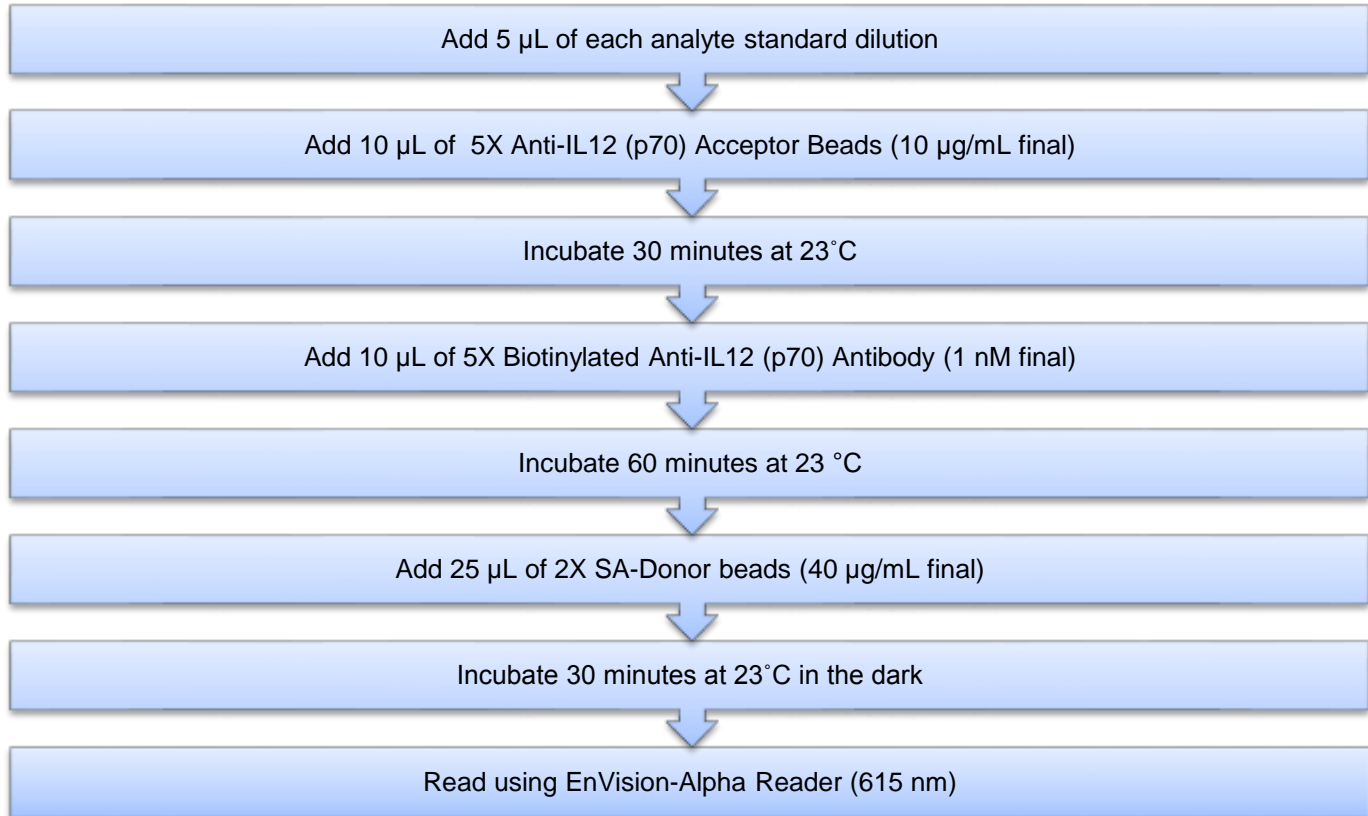 Add 5 µL of each analyte standard dilution
Add 10 µL of  5X Anti-IL12 (p70) Acceptor Beads (10 µg/mL final)
Incubate 30 minutes at 23˚C
Add 10 µL of 5X Biotinylated Anti-IL12 (p70) Antibody (1 nM final)
Incubate 60 minutes at 23 °C
Add 25 µL of 2X SA-Donor beads (40 µg/mL final)
Incubate 30 minutes at 23˚C in the dark
Read using EnVision-Alpha Reader (615 nm)